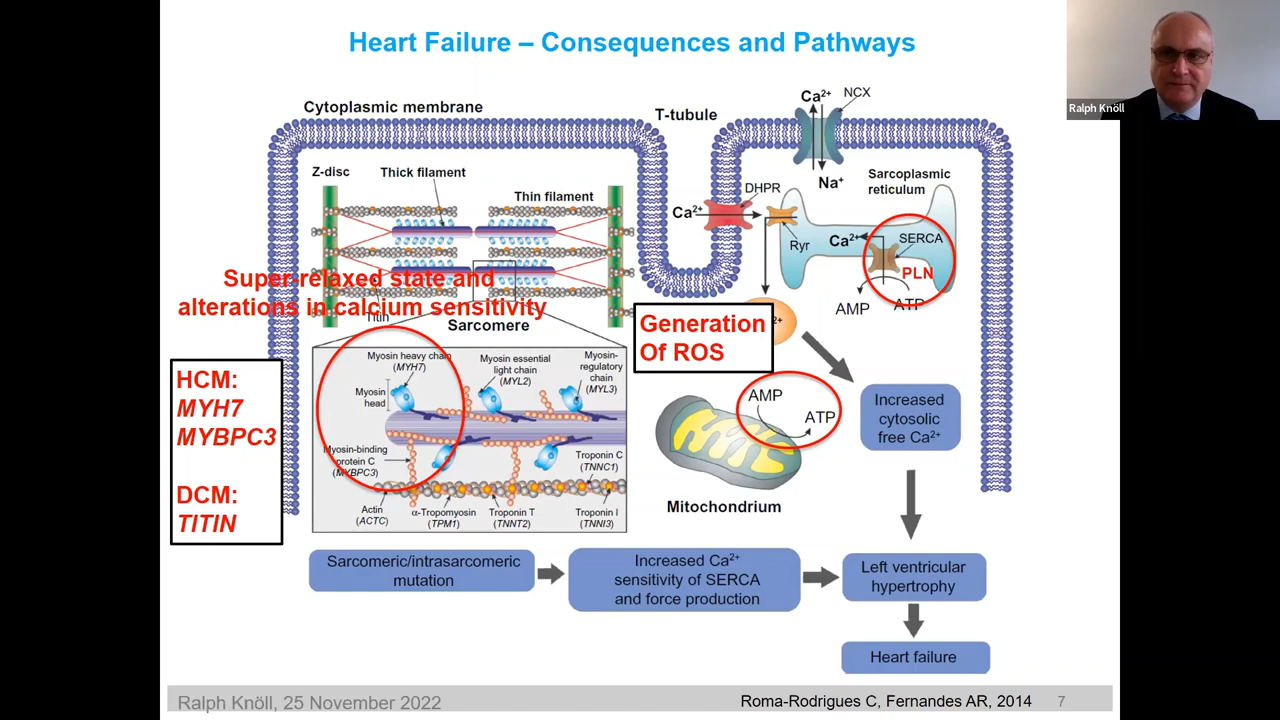 Heart Failure – Consequences and Pathways
Ralph Knöll
Cytoplasmic membrane
T-tubule
Ca²⁺
NCX
Na⁺
Z-disc
Thick filament
Thin filament
Sarcoplasmic
reticulum
DHPR
Ca²⁺
Ryr
Ca²⁺
SERCA
PLN
AMP
ATP
Super-relaxed state and
alterations in calcium sensitivity
Titin
Sarcomere
Generation
Of ROS
2+
HCM:
MYH7
MYBPC3
DCM:
TITIN
Myosin heavy chain
(MYH7)
Myosin essential
light chain
(MYL2)
Myosin-
regulatory
chain
(MYL3)
Myosin
head
Myosin-binding
protein C
(MYBPC3)
Troponin C
(TNNC1)
Actin
(ACTC)
α-Tropomyosin
(TPM1)
Troponin T
(TNNT2)
Troponin I
(TNNI3)
AMP
ATP
Mitochondrium
Increased
cytosolic
free Ca²⁺
Sarcomeric/intrasarcomeric
mutation
Increased Ca²⁺
sensitivity of SERCA
and force production
Left ventricular
hypertrophy
Heart failure
Ralph Knöll, 25 November 2022
Roma-Rodrigues C, Fernandes AR, 2014
7